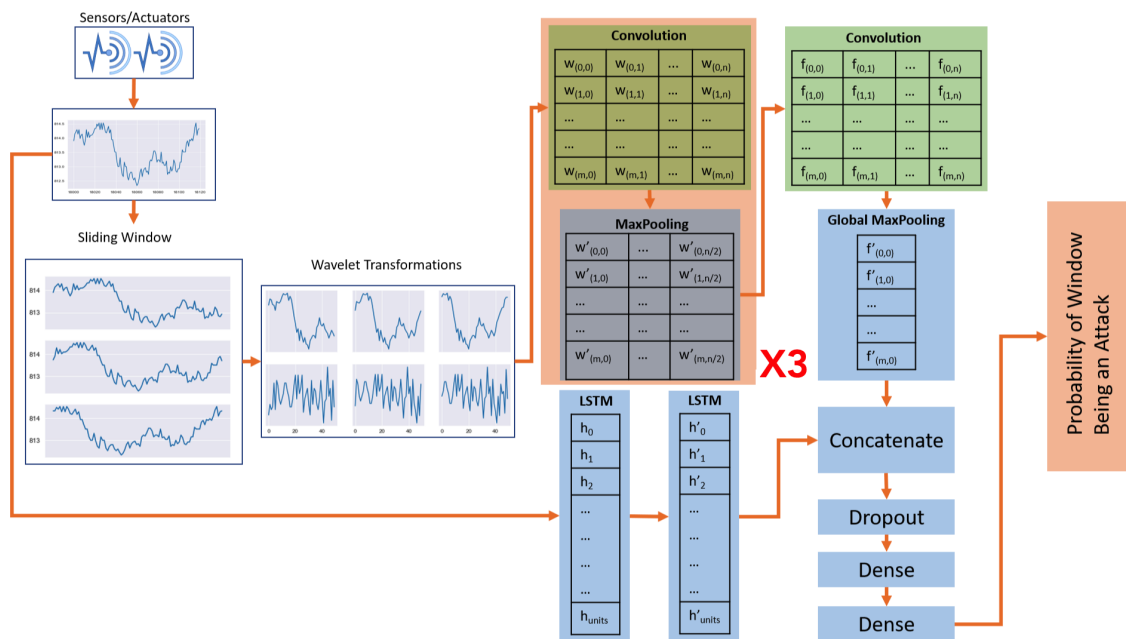 Sensors/Actuators
Sliding Window
814
813
814
813
814
813
Wavelet Transformations
0 20 40
0 20 40
0 20 40
Convolution
w(0,0) w(0,1) ... w(0,n)
w(1,0) w(1,1) ... w(1,n)
...
...
w(m,0) w(m,1) ... w(m,n)
MaxPooling
w'(0,0) ... w'(0,n/2)
w'(1,0) ... w'(1,n/2)
... ... ...
... ... ...
w'(m,0) ... w'(m,n/2)
X3
Convolution
f(0,0) f(0,1) ... f(0,n)
f(1,0) f(1,1) ... f(1,n)
...
...
f(m,0) f(m,1) ... f(m,n)
Global MaxPooling
f'(0,0)
f'(1,0)
...
...
f'(m,0)
LSTM
h0
h1
h2
...
...
...
...
hunits
LSTM
h'0
h'1
h'2
...
...
...
...
h'units
Concatenate
Dropout
Dense
Dense
Probability of Window
Being an Attack